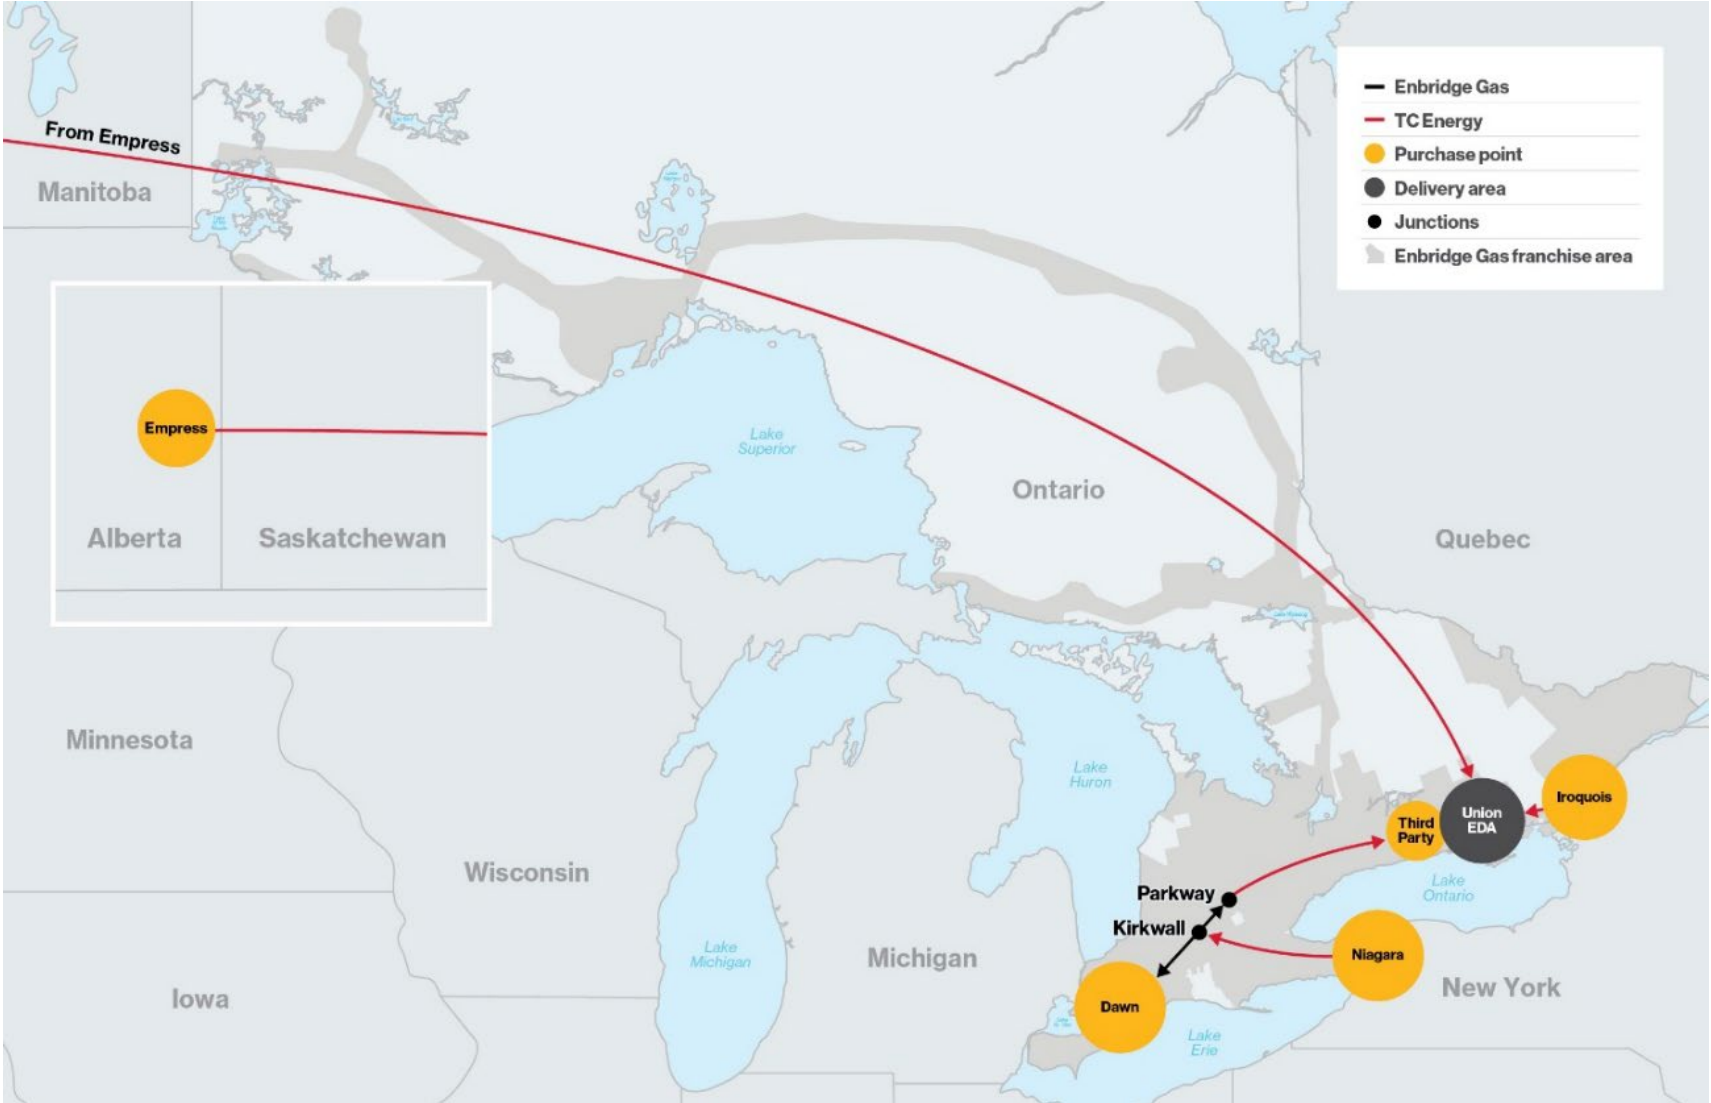 From Empress
Manitoba
Enbridge Gas
TC Energy
Purchase point
Delivery area
Junctions
Enbridge Gas franchise area
Empress
Alberta
Saskatchewan
Lake
Superior
Ontario
Quebec
Minnesota
Lake
Huron
Iroquois
Union
EDA
Third
Party
Wisconsin
Lake
Ontario
Parkway
Kirkwall
Lake
Michigan
Michigan
Niagara
New York
Iowa
Dawn
Lake
Erie